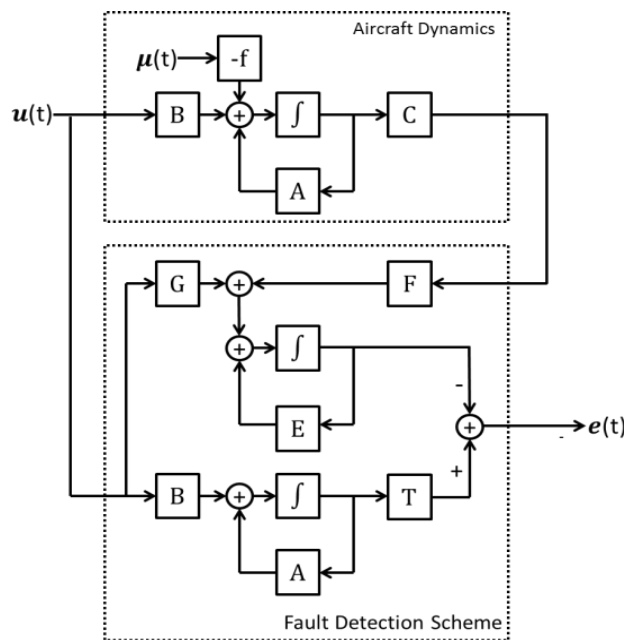 Aircraft Dynamics
μ(t)
-f
u(t)
B
+
∫
C
A
G
+
F
+
∫
-
E
+
e(t)
-
+
B
+
∫
T
A
Fault Detection Scheme